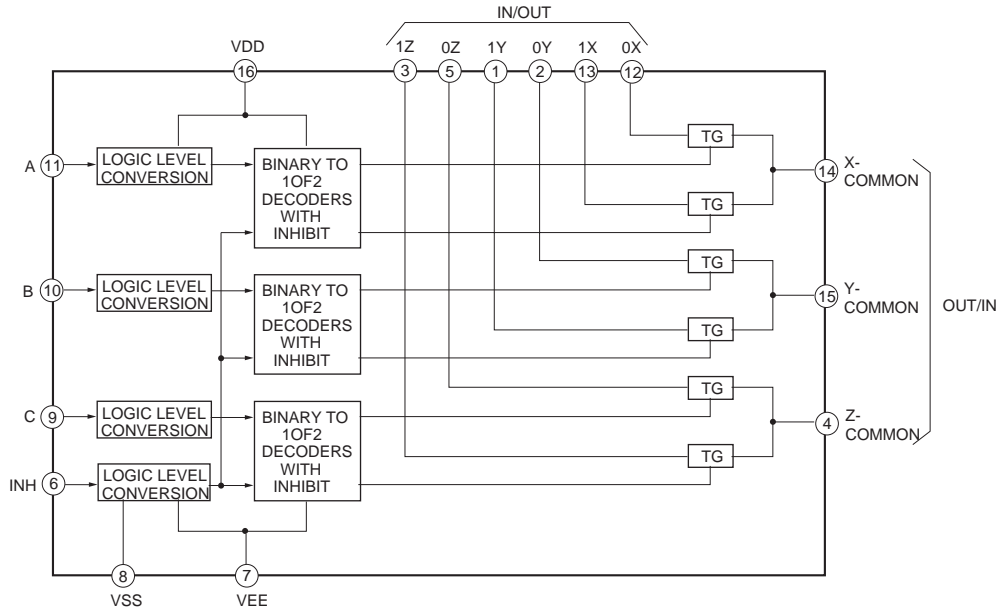 IN/OUT
VDD 1Z 0Z 1Y 0Y 1X 0X
16 3 5 1 2 13 12
TG
A 11 LOGIC LEVEL
CONVERSION
BINARY TO
1OF2
DECODERS
WITH
INHIBIT
14 X-
COMMON
TG
TG
B 10 LOGIC LEVEL
CONVERSION
BINARY TO
1OF2
DECODERS
WITH
INHIBIT
15 Y-
COMMON
OUT/IN
TG
TG
C 9 LOGIC LEVEL
CONVERSION
BINARY TO
1OF2
DECODERS
WITH
INHIBIT
4 Z-
COMMON
TG
INH 6 LOGIC LEVEL
CONVERSION
8 7
VSS VEE